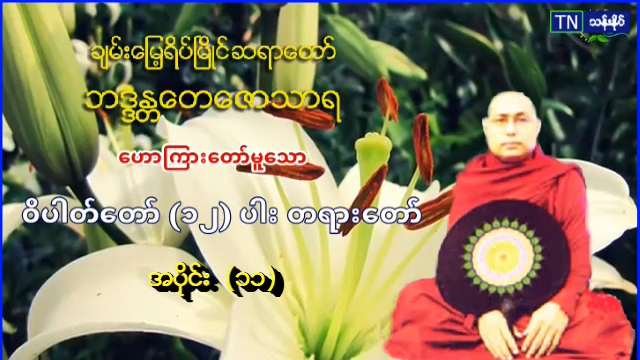 TN သန်းနိုင်
ချမ်းမြေ့ရိပ်မြိုင်ဆရာတော်
ဘဒ္ဒန္တတေဇောသာရ
ဟောကြားတော်မူသော
ဝိပါတ်တော် (၁၂) ပါး တရားတော်
အပိုင်း (၁၁)